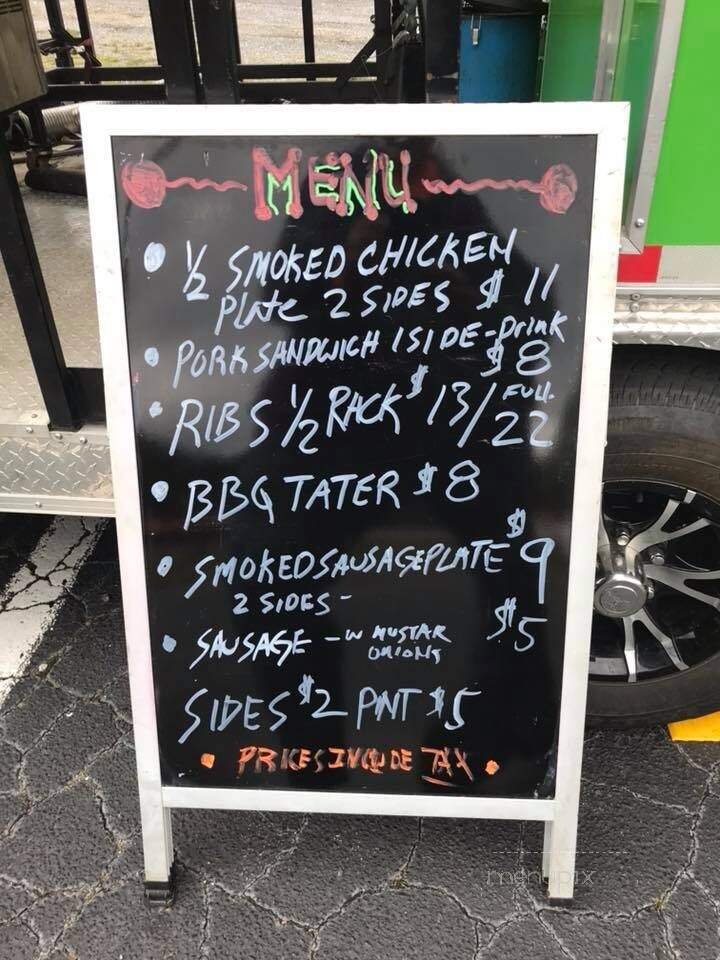 MENU
• ½ SMOKED CHICKEN
Plate 2 SIDES $11
• PORK SANDWICH 1 SIDE-Drink
$8
• RIBS ½ RACK $13/FULL 22
• BBQ TATER $8
• SMOKED SAUSAGE PLATE $9
2 SIDES-
• SAUSAGE - W MUSTAR $5
ONIONS
SIDES $2 PNT $5
• PRICES INCLUDE TAX •
menupix